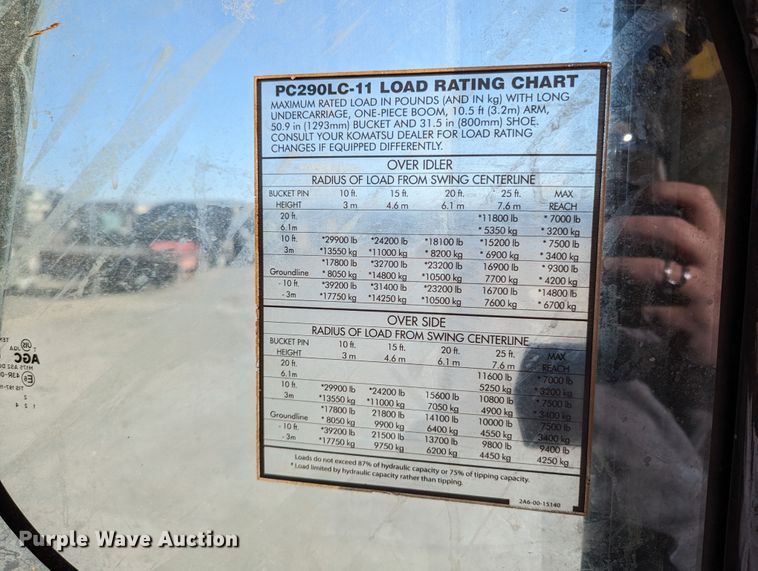 PC290LC-11 LOAD RATING CHART
MAXIMUM RATED LOAD IN POUNDS (AND IN kg) WITH LONG
UNDERCARRIAGE, ONE-PIECE BOOM, 10.5 ft (3.2m) ARM,
50.9 in (1293mm) BUCKET AND 31.5 in (800mm) SHOE.
CONSULT YOUR KOMATSU DEALER FOR LOAD RATING
CHANGES IF EQUIPPED DIFFERENTLY.
OVER IDLER
RADIUS OF LOAD FROM SWING CENTERLINE
BUCKET PIN 10 ft. 15 ft. 20 ft. 25 ft. MAX
HEIGHT 3 m 4.6 m 6.1 m 7.6 m REACH
20 ft. *11800 lb * 7000 lb
6.1m * 5350 kg * 3200 kg
10 ft. *29900 lb *24200 lb *18100 lb *15200 lb * 7500 lb
3m *13550 kg *11000 kg * 8200 kg * 6900 kg * 3400 kg
*17800 lb *32700 lb *23200 lb 16900 lb * 9300 lb
Groundline * 8050 kg *14800 kg *10500 kg 7700 kg * 4200 kg
- 10 ft. *39200 lb *31400 lb *23200 lb 16700 lb *14800 lb
- 3m *17750 kg *14250 kg *10500 kg 7600 kg * 6700 kg
OVER SIDE
RADIUS OF LOAD FROM SWING CENTERLINE
BUCKET PIN 10 ft. 15 ft. 20 ft. 25 ft. MAX
HEIGHT 3 m 4.6 m 6.1 m 7.6 m REACH
20 ft. 11600 lb * 7000 lb
6.1m 5250 kg * 3200 kg
10 ft. *29900 lb *24200 lb 15600 lb 10800 lb * 7500 lb
3m *13550 kg *11000 kg 7050 kg 4900 kg * 3400 kg
*17800 lb 21800 lb 14100 lb 10000 lb 7500 lb
Groundline * 8050 kg 9900 kg 6400 kg 4550 kg 3400 kg
- 10 ft. *39200 lb 21500 lb 13700 lb 9800 lb 9400 lb
- 3m *17750 kg 9750 kg 6200 kg 4450 kg 4250 kg
Loads do not exceed 87% of hydraulic capacity or 75% of tipping capacity.
* Load limited by hydraulic capacity rather than tipping.
2A6-00-15140
AGC
Purple Wave Auction